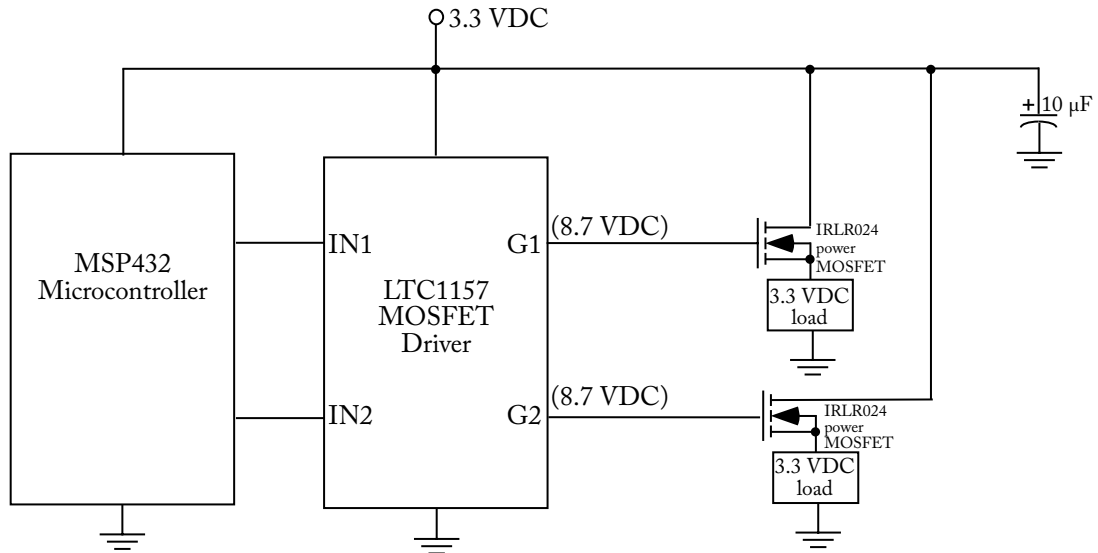 3.3 VDC
+ 10 µF
MSP432
Microcontroller
IN1
IN2
LTC1157
MOSFET
Driver
G1
G2
(8.7 VDC)
(8.7 VDC)
IRLR024
power
MOSFET
3.3 VDC
load
IRLR024
power
MOSFET
3.3 VDC
load